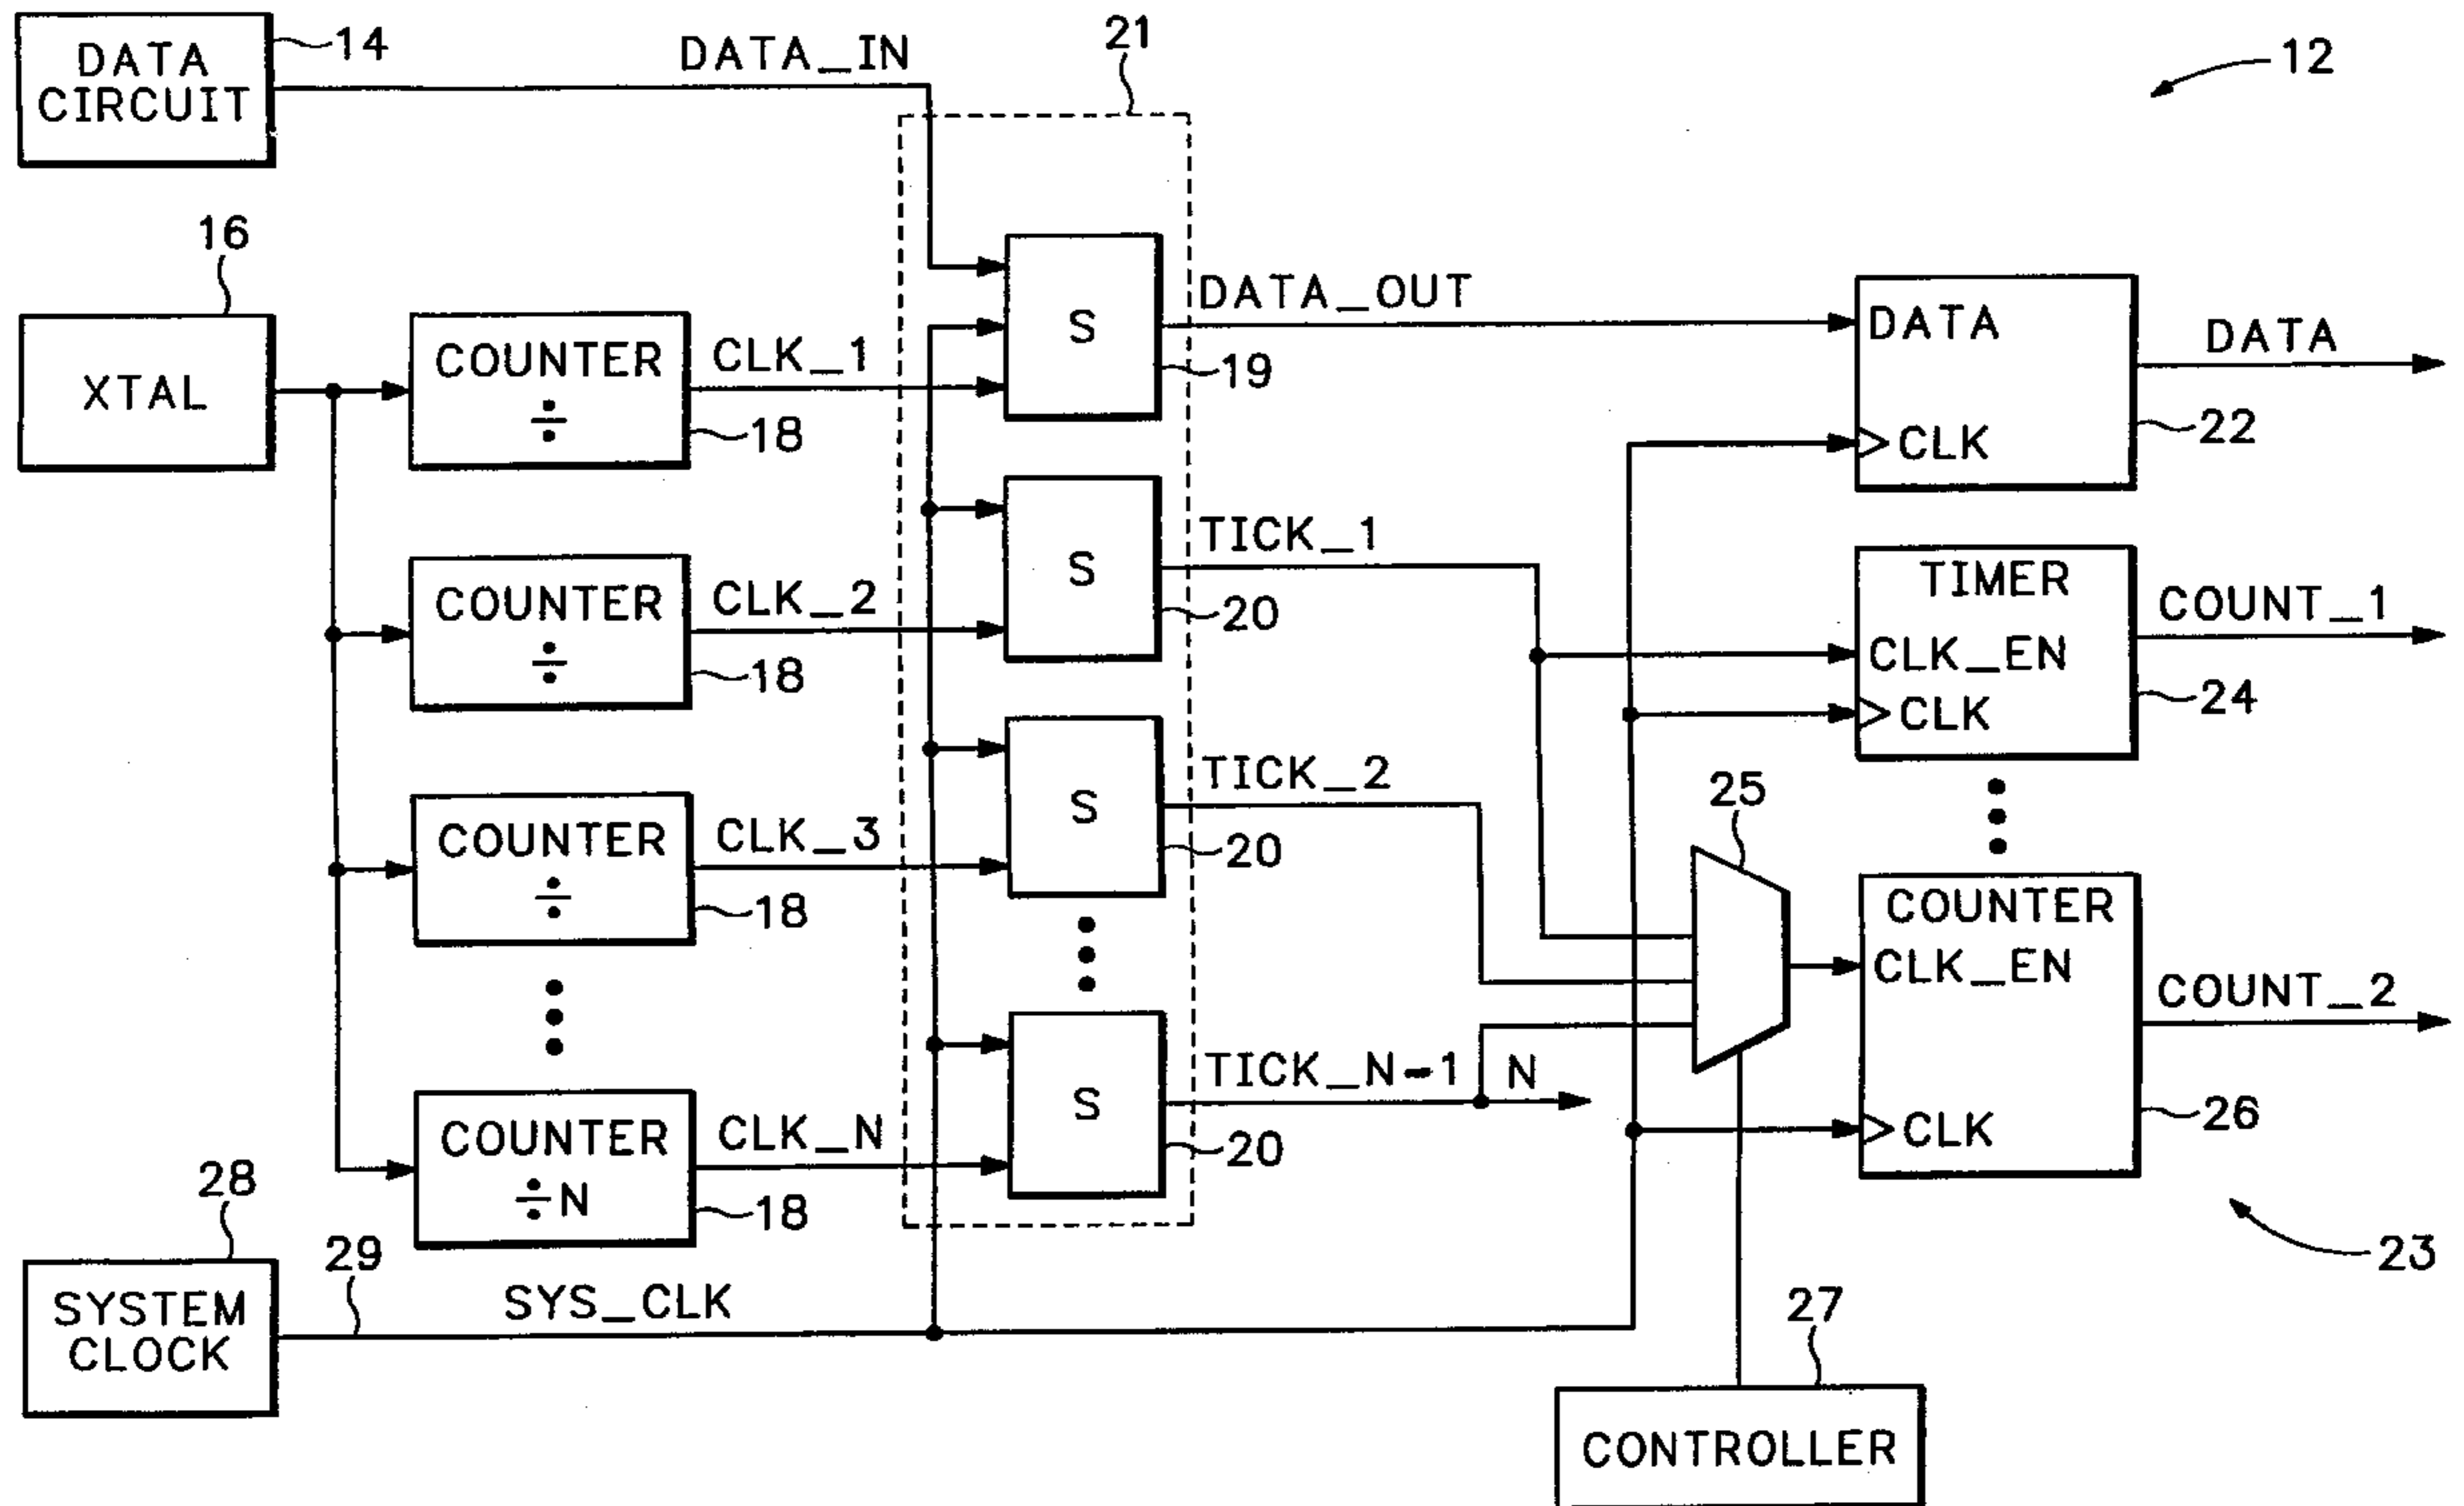 DATA
CIRCUIT
14
DATA_IN
21
12
16
XTAL
COUNTER
÷
18
CLK_1
S
19
DATA_OUT
DATA
CLK
22
DATA
COUNTER
÷
18
CLK_2
S
20
TICK_1
TIMER
CLK_EN
CLK
24
COUNT_1
COUNTER
÷
18
CLK_3
S
20
TICK_2
25
COUNTER
CLK_EN
CLK
26
COUNT_2
COUNTER
÷N
18
CLK_N
S
20
TICK_N-1
N
23
28
SYSTEM
CLOCK
29
SYS_CLK
27
CONTROLLER